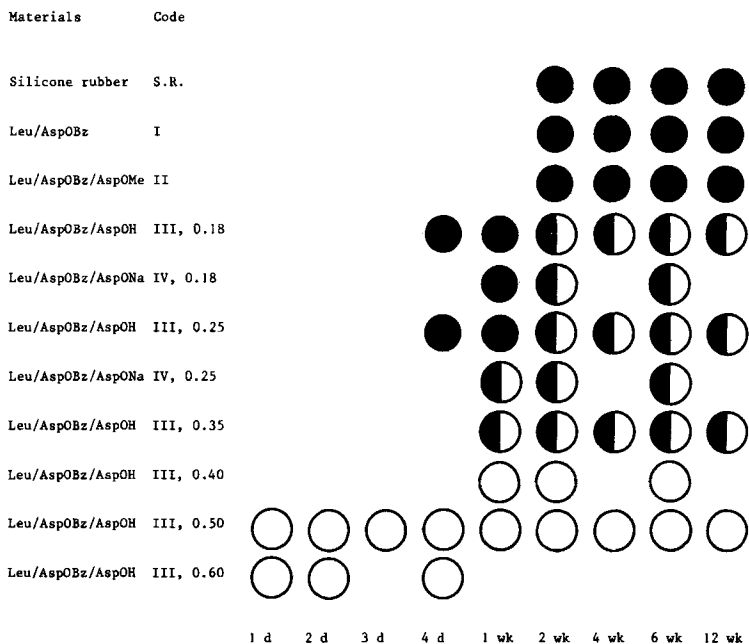 Materials Code
Silicone rubber S.R.
Leu/AspOBz I
Leu/AspOBz/AspOMe II
Leu/AspOBz/AspOH III, 0.18
Leu/AspOBz/AspONa IV, 0.18
Leu/AspOBz/AspOH III, 0.25
Leu/AspOBz/AspONa IV, 0.25
Leu/AspOBz/AspOH III, 0.35
Leu/AspOBz/AspOH III, 0.40
Leu/AspOBz/AspOH III, 0.50
Leu/AspOBz/AspOH III, 0.60
1 d 2 d 3 d 4 d 1 wk 2 wk 4 wk 6 wk 12 wk